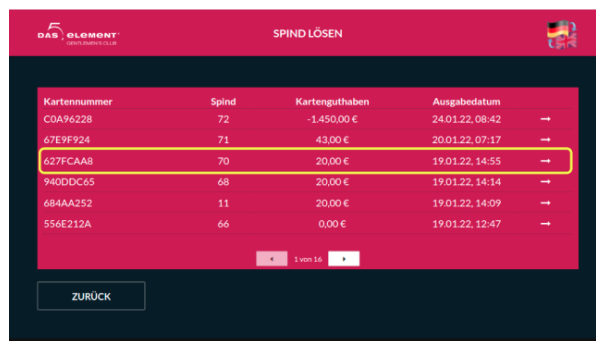 DAS 5. ELEMENT
GENTLEMEN'S CLUB
SPIND LÖSEN
Kartennummer Spind Kartenguthaben Ausgabedatum
C0A96228 72 -1.450,00 € 24.01.22, 08:42 →
67E9F924 71 43,00 € 20.01.22, 07:17 →
627FCAA8 70 20,00 € 19.01.22, 14:55 →
940DDC65 68 20,00 € 19.01.22, 14:14 →
684AA252 11 20,00 € 19.01.22, 14:09 →
556E212A 66 0,00 € 19.01.22, 12:47 →
1 von 16
ZURÜCK